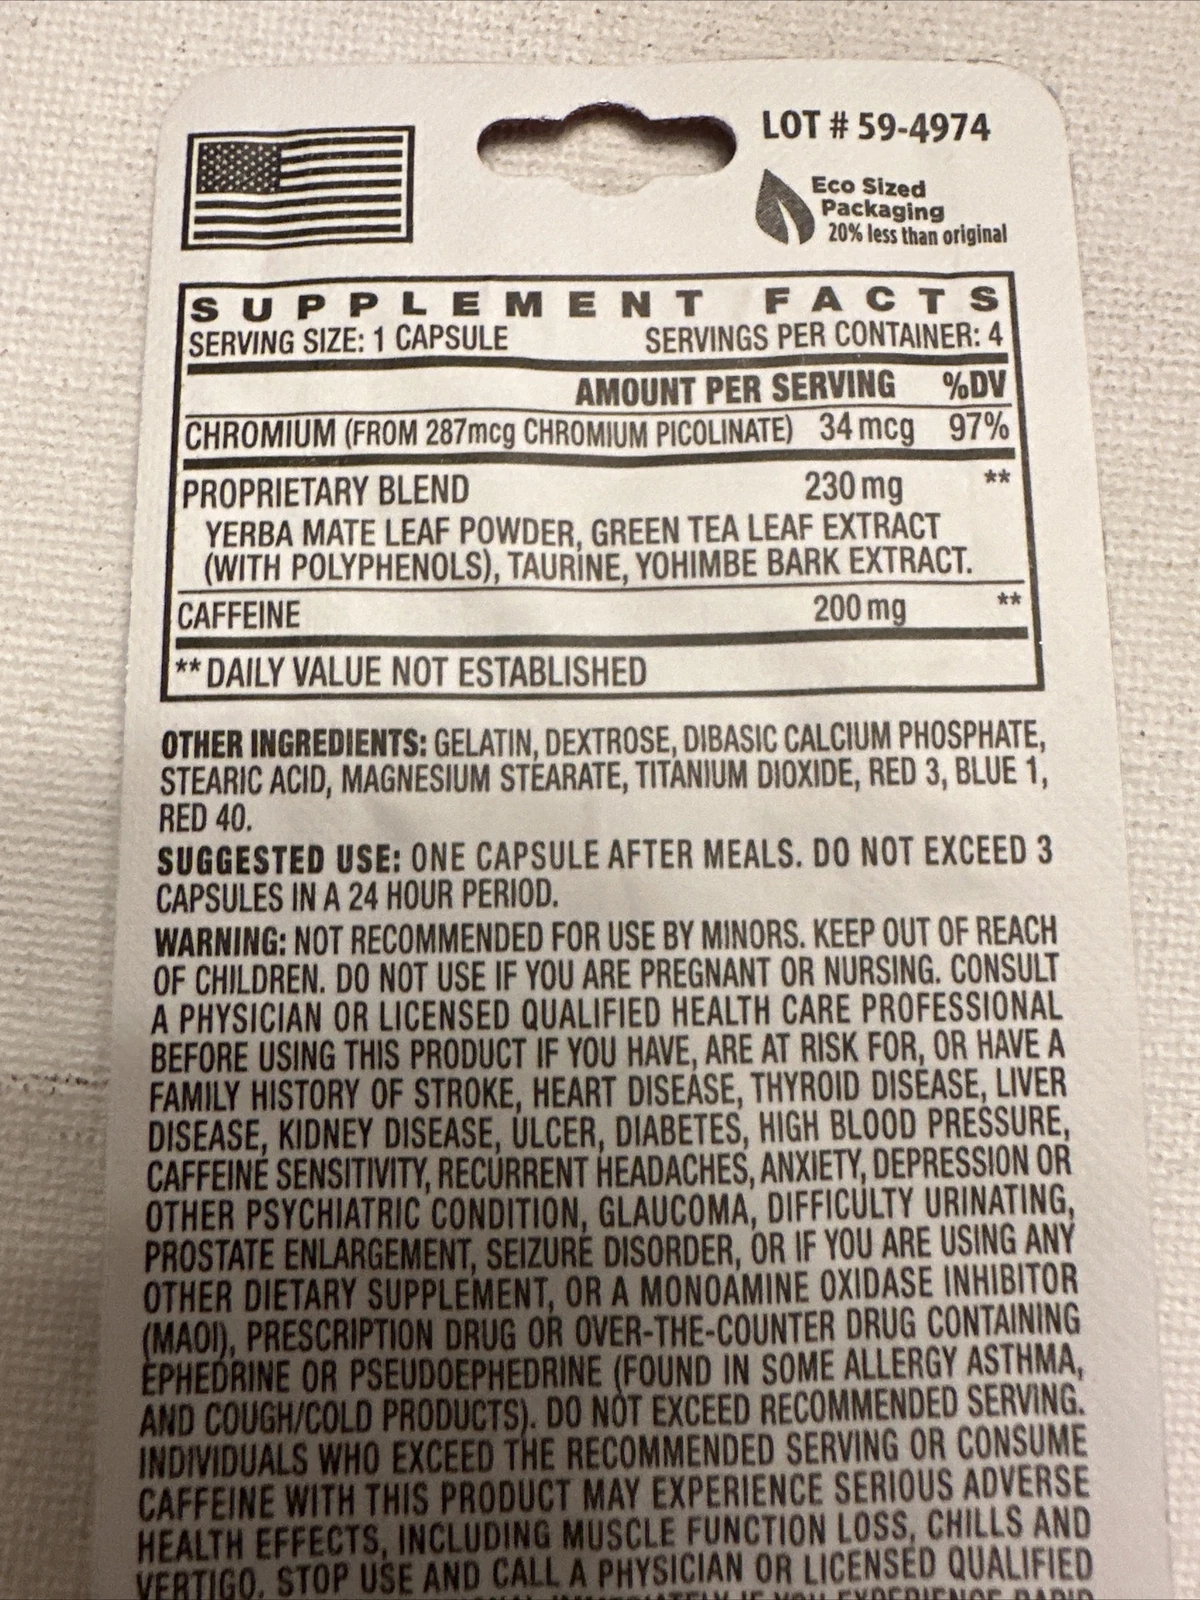 LOT # 59-4974
Eco Sized
Packaging
20% less than original
SUPPLEMENT FACTS
SERVING SIZE: 1 CAPSULE SERVINGS PER CONTAINER: 4
AMOUNT PER SERVING %DV
CHROMIUM (FROM 287mcg CHROMIUM PICOLINATE) 34 mcg 97%
PROPRIETARY BLEND 230 mg **
YERBA MATE LEAF POWDER, GREEN TEA LEAF EXTRACT
(WITH POLYPHENOLS), TAURINE, YOHIMBE BARK EXTRACT.
CAFFEINE 200 mg **
** DAILY VALUE NOT ESTABLISHED
OTHER INGREDIENTS: GELATIN, DEXTROSE, DIBASIC CALCIUM PHOSPHATE,
STEARIC ACID, MAGNESIUM STEARATE, TITANIUM DIOXIDE, RED 3, BLUE 1,
RED 40.
SUGGESTED USE: ONE CAPSULE AFTER MEALS. DO NOT EXCEED 3
CAPSULES IN A 24 HOUR PERIOD.
WARNING: NOT RECOMMENDED FOR USE BY MINORS. KEEP OUT OF REACH
OF CHILDREN. DO NOT USE IF YOU ARE PREGNANT OR NURSING. CONSULT
A PHYSICIAN OR LICENSED QUALIFIED HEALTH CARE PROFESSIONAL
BEFORE USING THIS PRODUCT IF YOU HAVE, ARE AT RISK FOR, OR HAVE A
FAMILY HISTORY OF STROKE, HEART DISEASE, THYROID DISEASE, LIVER
DISEASE, KIDNEY DISEASE, ULCER, DIABETES, HIGH BLOOD PRESSURE,
CAFFEINE SENSITIVITY, RECURRENT HEADACHES, ANXIETY, DEPRESSION OR
OTHER PSYCHIATRIC CONDITION, GLAUCOMA, DIFFICULTY URINATING,
PROSTATE ENLARGEMENT, SEIZURE DISORDER, OR IF YOU ARE USING ANY
OTHER DIETARY SUPPLEMENT, OR A MONOAMINE OXIDASE INHIBITOR
(MAOI), PRESCRIPTION DRUG OR OVER-THE-COUNTER DRUG CONTAINING
EPHEDRINE OR PSEUDOEPHEDRINE (FOUND IN SOME ALLERGY ASTHMA,
AND COUGH/COLD PRODUCTS). DO NOT EXCEED RECOMMENDED SERVING.
INDIVIDUALS WHO EXCEED THE RECOMMENDED SERVING OR CONSUME
CAFFEINE WITH THIS PRODUCT MAY EXPERIENCE SERIOUS ADVERSE
HEALTH EFFECTS, INCLUDING MUSCLE FUNCTION LOSS, CHILLS AND
VERTIGO. STOP USE AND CALL A PHYSICIAN OR LICENSED QUALIFIED
IMMEDIATELY IF YOU EXPERIENCE RAPID